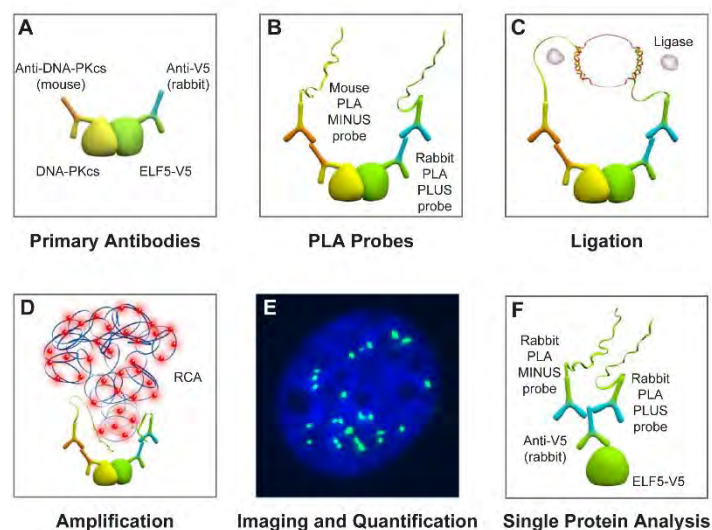 A
Anti-DNA-PKcs
(mouse)
Anti-V5
(rabbit)
DNA-PKcs
ELF5-V5
Primary Antibodies
B
Mouse
PLA
MINUS
probe
Rabbit
PLA
PLUS
probe
PLA Probes
C
Ligase
Ligation
D
RCA
Amplification
E
Imaging and Quantification
F
Rabbit
PLA
MINUS
probe
Rabbit
PLA
PLUS
probe
Anti-V5
(rabbit)
ELF5-V5
Single Protein Analysis